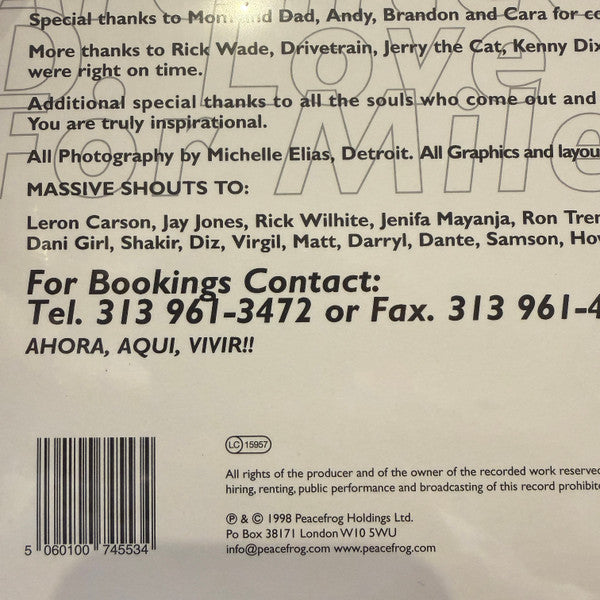 D. Love
For Mile
Special thanks to Mom and Dad, Andy, Brandon and Cara for
More thanks to Rick Wade, Drivetrain, Jerry the Cat, Kenny
were right on time.
Additional special thanks to all the souls who come out and
You are truly inspirational.
All Photography by Michelle Elias, Detroit. All Graphics and layou
MASSIVE SHOUTS TO:
Leron Carson, Jay Jones, Rick Wilhite, Jenifa Mayanja, Ron
Dani Girl, Shakir, Diz, Virgil, Matt, Darryl, Dante, Samson,
For Bookings Contact:
Tel. 313 961-3472 or Fax. 313 961-4
AHORA, AQUI, VIVIR!!
LC 15957
All rights of the producer and of the owner of the recorded work reserve
hiring, renting, public performance and broadcasting of this record prohibite
℗ & © 1998 Peacefrog Holdings Ltd.
Po Box 38171 London W10 5WU
info@peacefrog.com www.peacefrog.com
5 060100 745534